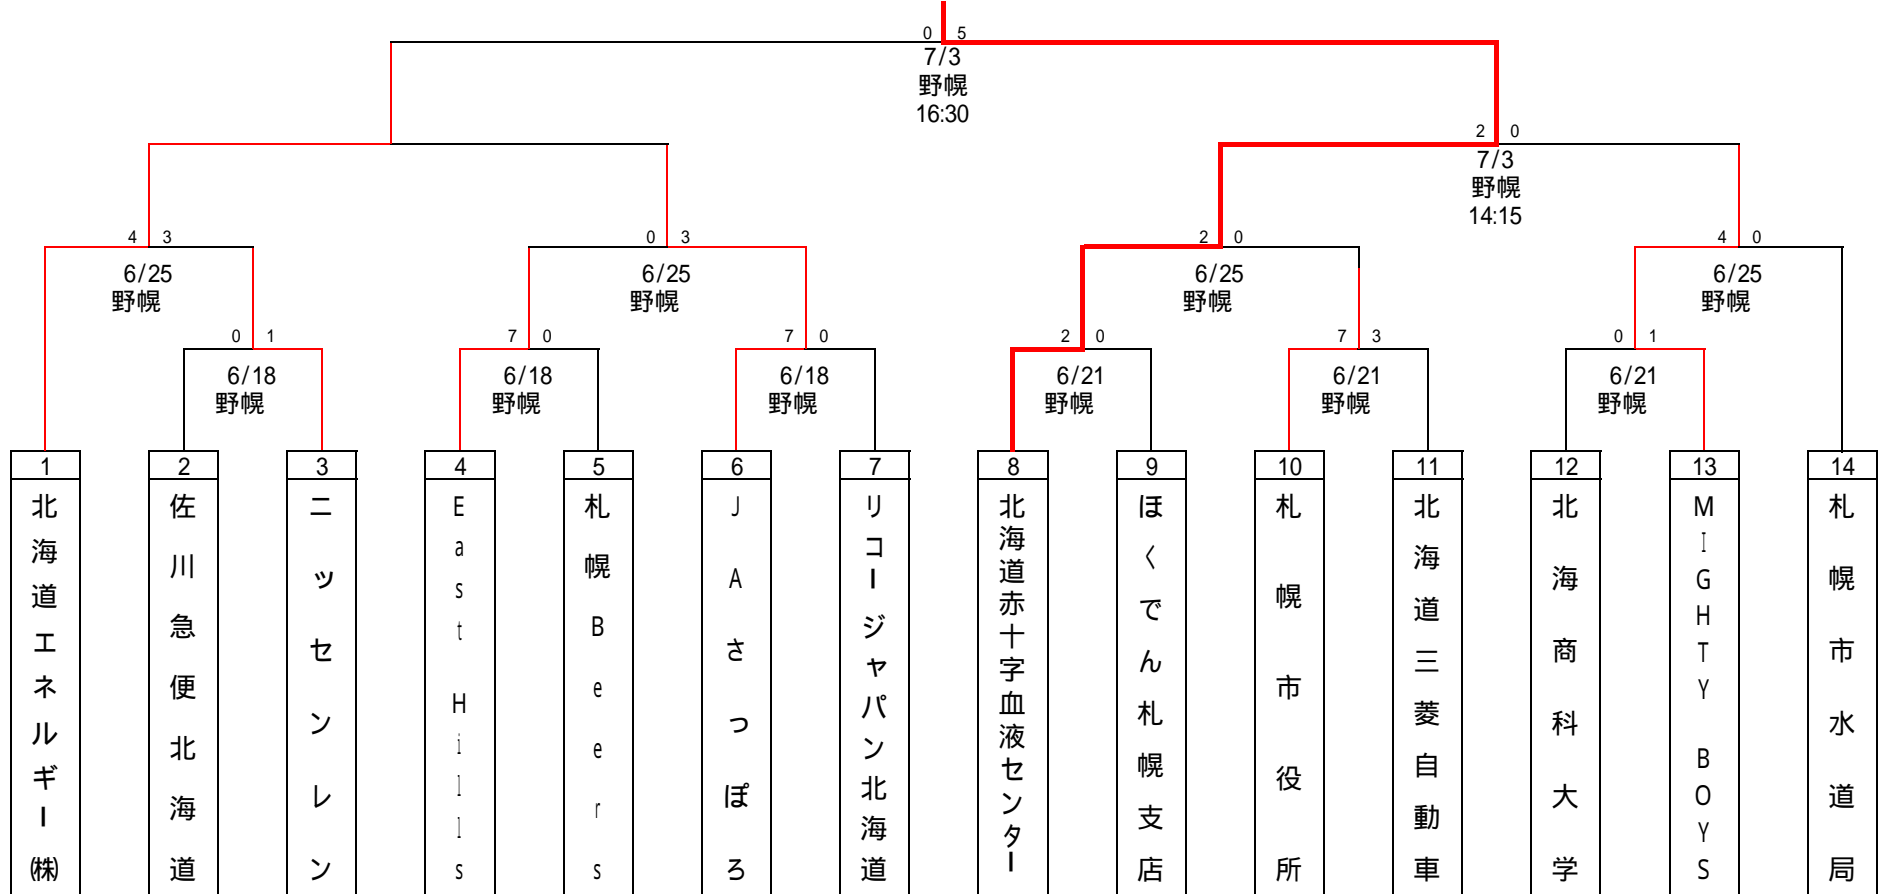 0 5
7/3
野幌
16:30
2 0
7/3
野幌
14:15
4 3
0 3
2 0
4 0
6/25
野幌
6/25
野幌
6/25
野幌
6/25
野幌
0 1
7 0
7 0
2 0
7 3
0 1
6/18
野幌
6/18
野幌
6/18
野幌
6/21
野幌
6/21
野幌
6/21
野幌
1
北海道エネルギー㈱
2
佐川急便北海道
3
ニッセンレン
4
East Hills
5
札幌Beers
6
JAさっぽろ
7
リコージャパン北海道
8
北海道赤十字血液センター
9
ほくでん札幌支店
10
札幌市役所
11
北海道三菱自動車
12
北海商科大学
13
MIGHTY BOYS
14
札幌市水道局